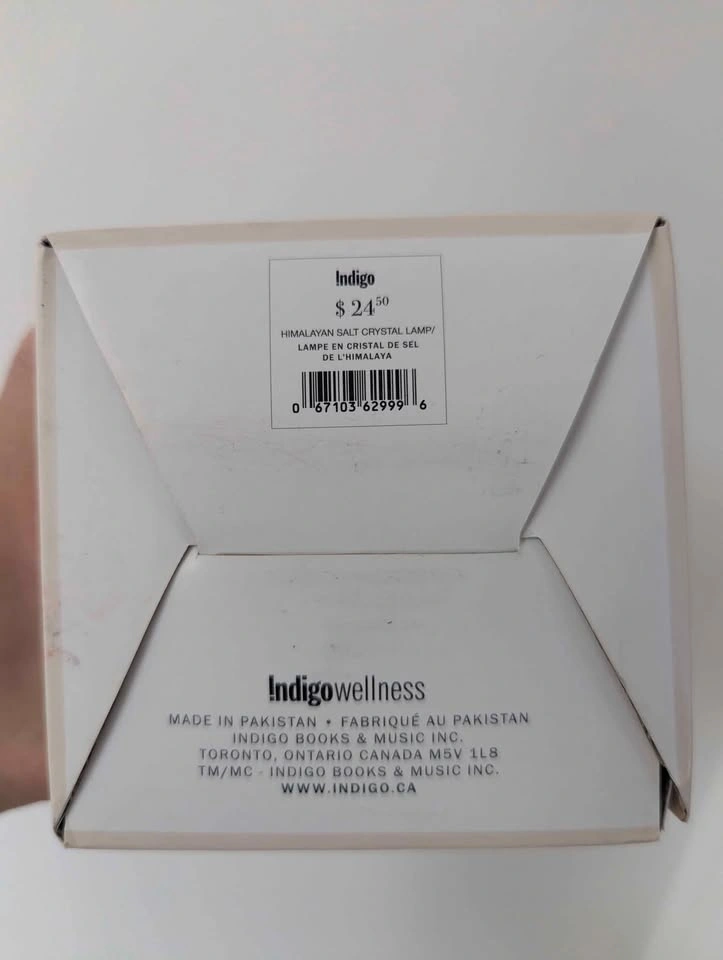 !ndigo
$ 24.50
HIMALAYAN SALT CRYSTAL LAMP/
LAMPE EN CRISTAL DE SEL
DE L'HIMALAYA
0 67103 62999 6
!ndigowellness
MADE IN PAKISTAN • FABRIQUÉ AU PAKISTAN
INDIGO BOOKS & MUSIC INC.
TORONTO, ONTARIO CANADA M5V 1L8
TM/MC - INDIGO BOOKS & MUSIC INC.
WWW.INDIGO.CA